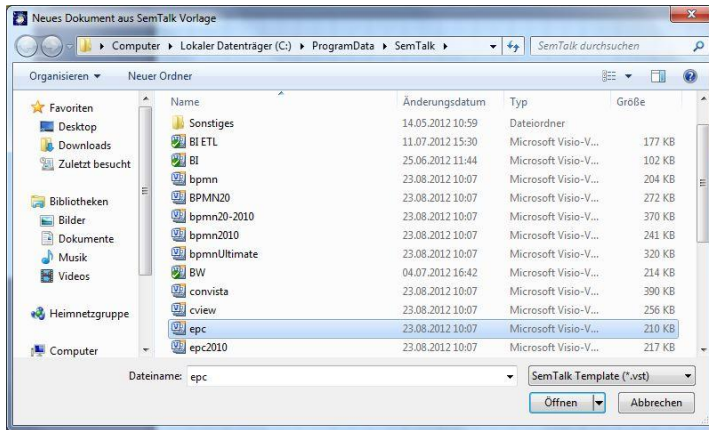 Neues Dokument aus SemTalk Vorlage
Computer Lokaler Datenträger (C:) ProgramData SemTalk SemTalk durchsuchen
Organisieren Neuer Ordner
Favoriten
Desktop
Downloads
Zuletzt besucht
Bibliotheken
Bilder
Dokumente
Musik
Videos
Heimnetzgruppe
Computer
Name Änderungsdatum Typ Größe
Sonstiges 14.05.2012 10:59 Dateiordner
BI ETL 11.07.2012 15:30 Microsoft Visio-V... 177 KB
BI 25.06.2012 11:44 Microsoft Visio-V... 102 KB
bpmn 23.08.2012 10:07 Microsoft Visio-V... 204 KB
BPMN20 23.08.2012 10:07 Microsoft Visio-V... 272 KB
bpmn20-2010 23.08.2012 10:07 Microsoft Visio-V... 370 KB
bpmn2010 23.08.2012 10:07 Microsoft Visio-V... 241 KB
bpmnUltimate 23.08.2012 10:07 Microsoft Visio-V... 320 KB
BW 04.07.2012 16:42 Microsoft Visio-V... 214 KB
convista 23.08.2012 10:07 Microsoft Visio-V... 390 KB
cview 23.08.2012 10:07 Microsoft Visio-V... 256 KB
epc 23.08.2012 10:07 Microsoft Visio-V... 210 KB
epc2010 23.08.2012 10:07 Microsoft Visio-V... 217 KB
Dateiname: epc SemTalk Template (*.vst)
Öffnen Abbrechen